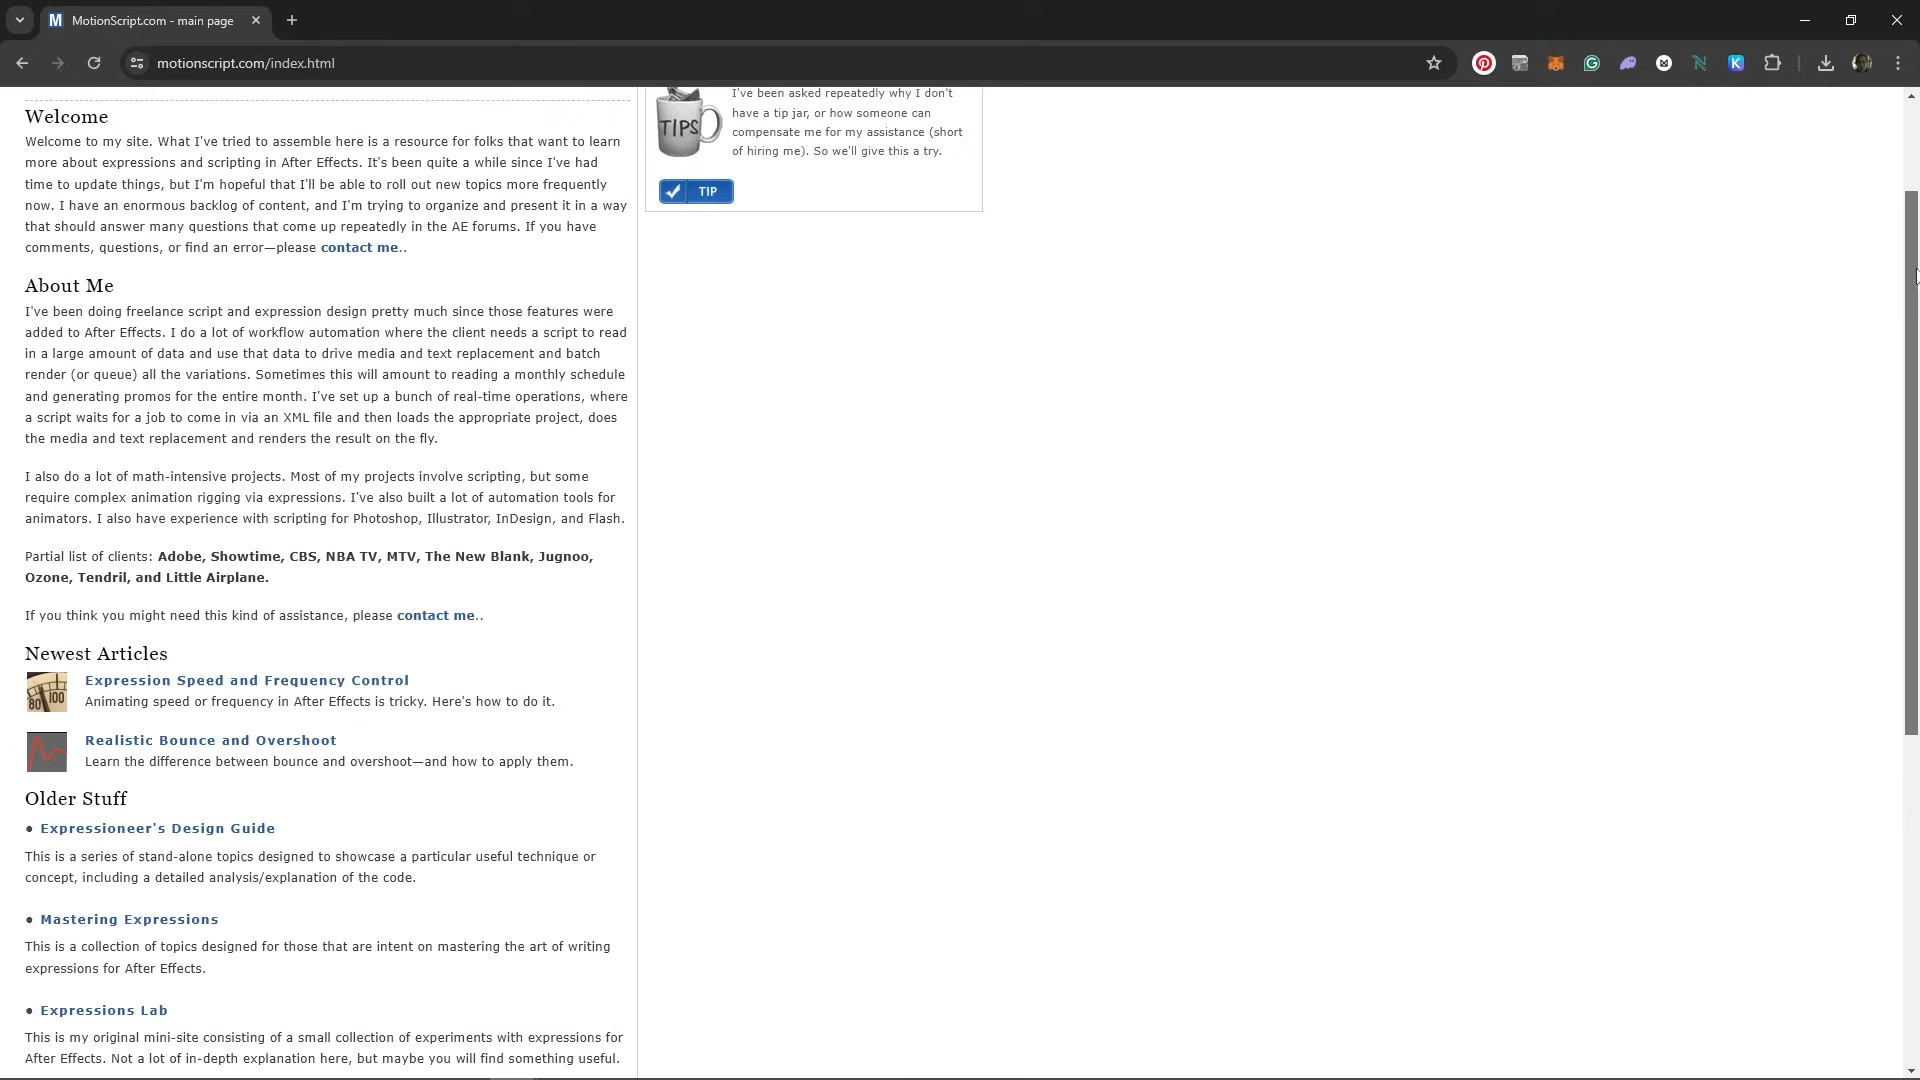 MotionScript.com - main page
motionscript.com/index.html
Welcome
Welcome to my site. What I've tried to assemble here is a resource for folks that want to learn
more about expressions and scripting in After Effects. It's been quite a while since I've had
time to update things, but I'm hopeful that I'll be able to roll out new topics more frequently
now. I have an enormous backlog of content, and I'm trying to organize and present it in a way
that should answer many questions that come up repeatedly in the AE forums. If you have
comments, questions, or find an error—please contact me..
About Me
I've been doing freelance script and expression design pretty much since those features were
added to After Effects. I do a lot of workflow automation where the client needs a script to read
in a large amount of data and use that data to drive media and text replacement and batch
render (or queue) all the variations. Sometimes this will amount to reading a monthly schedule
and generating promos for the entire month. I've set up a bunch of real-time operations, where
a script waits for a job to come in via an XML file and then loads the appropriate project, does
the media and text replacement and renders the result on the fly.
I also do a lot of math-intensive projects. Most of my projects involve scripting, but some
require complex animation rigging via expressions. I've also built a lot of automation tools for
animators. I also have experience with scripting for Photoshop, Illustrator, InDesign, and Flash.
Partial list of clients: Adobe, Showtime, CBS, NBA TV, MTV, The New Blank, Jugnoo,
Ozone, Tendril, and Little Airplane.
If you think you might need this kind of assistance, please contact me..
Newest Articles
80 100
Expression Speed and Frequency Control
Animating speed or frequency in After Effects is tricky. Here's how to do it.
Realistic Bounce and Overshoot
Learn the difference between bounce and overshoot—and how to apply them.
Older Stuff
• Expressioneer's Design Guide
This is a series of stand-alone topics designed to showcase a particular useful technique or
concept, including a detailed analysis/explanation of the code.
• Mastering Expressions
This is a collection of topics designed for those that are intent on mastering the art of writing
expressions for After Effects.
• Expressions Lab
This is my original mini-site consisting of a small collection of experiments with expressions for
After Effects. Not a lot of in-depth explanation here, but maybe you will find something useful.
TIPS
I've been asked repeatedly why I don't
have a tip jar, or how someone can
compensate me for my assistance (short
of hiring me). So we'll give this a try.
TIP